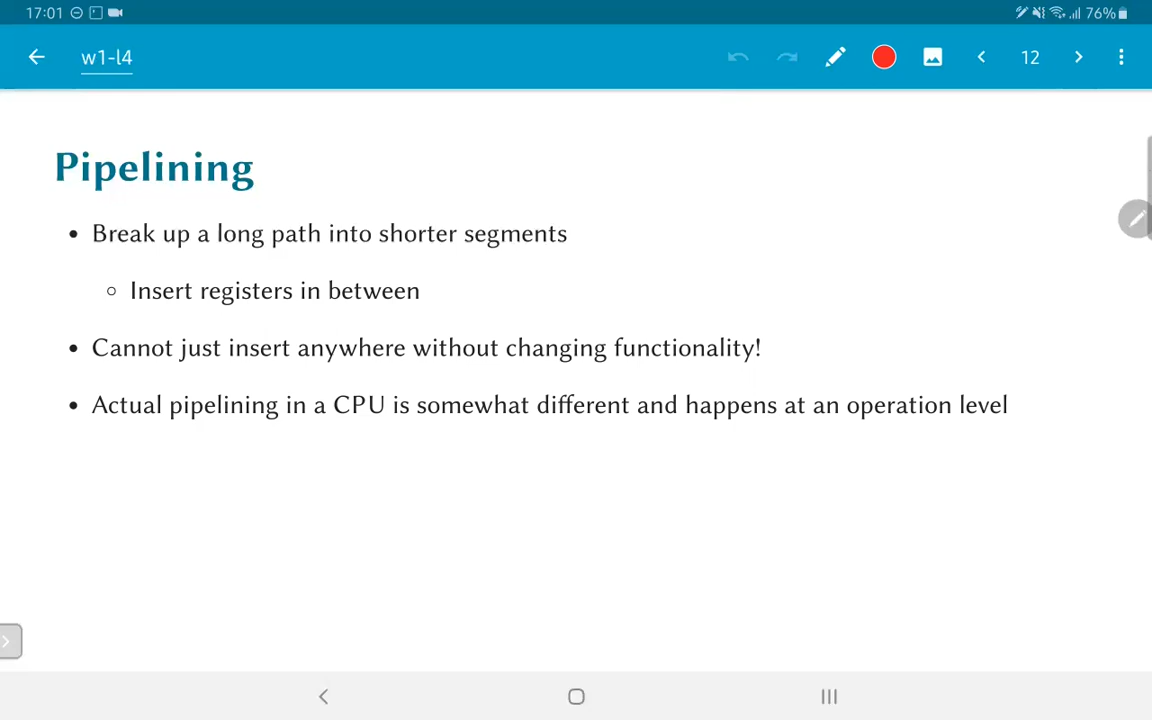 17:01
76%
w1-l4
12
Pipelining
• Break up a long path into shorter segments
◦ Insert registers in between
• Cannot just insert anywhere without changing functionality!
• Actual pipelining in a CPU is somewhat different and happens at an operation level